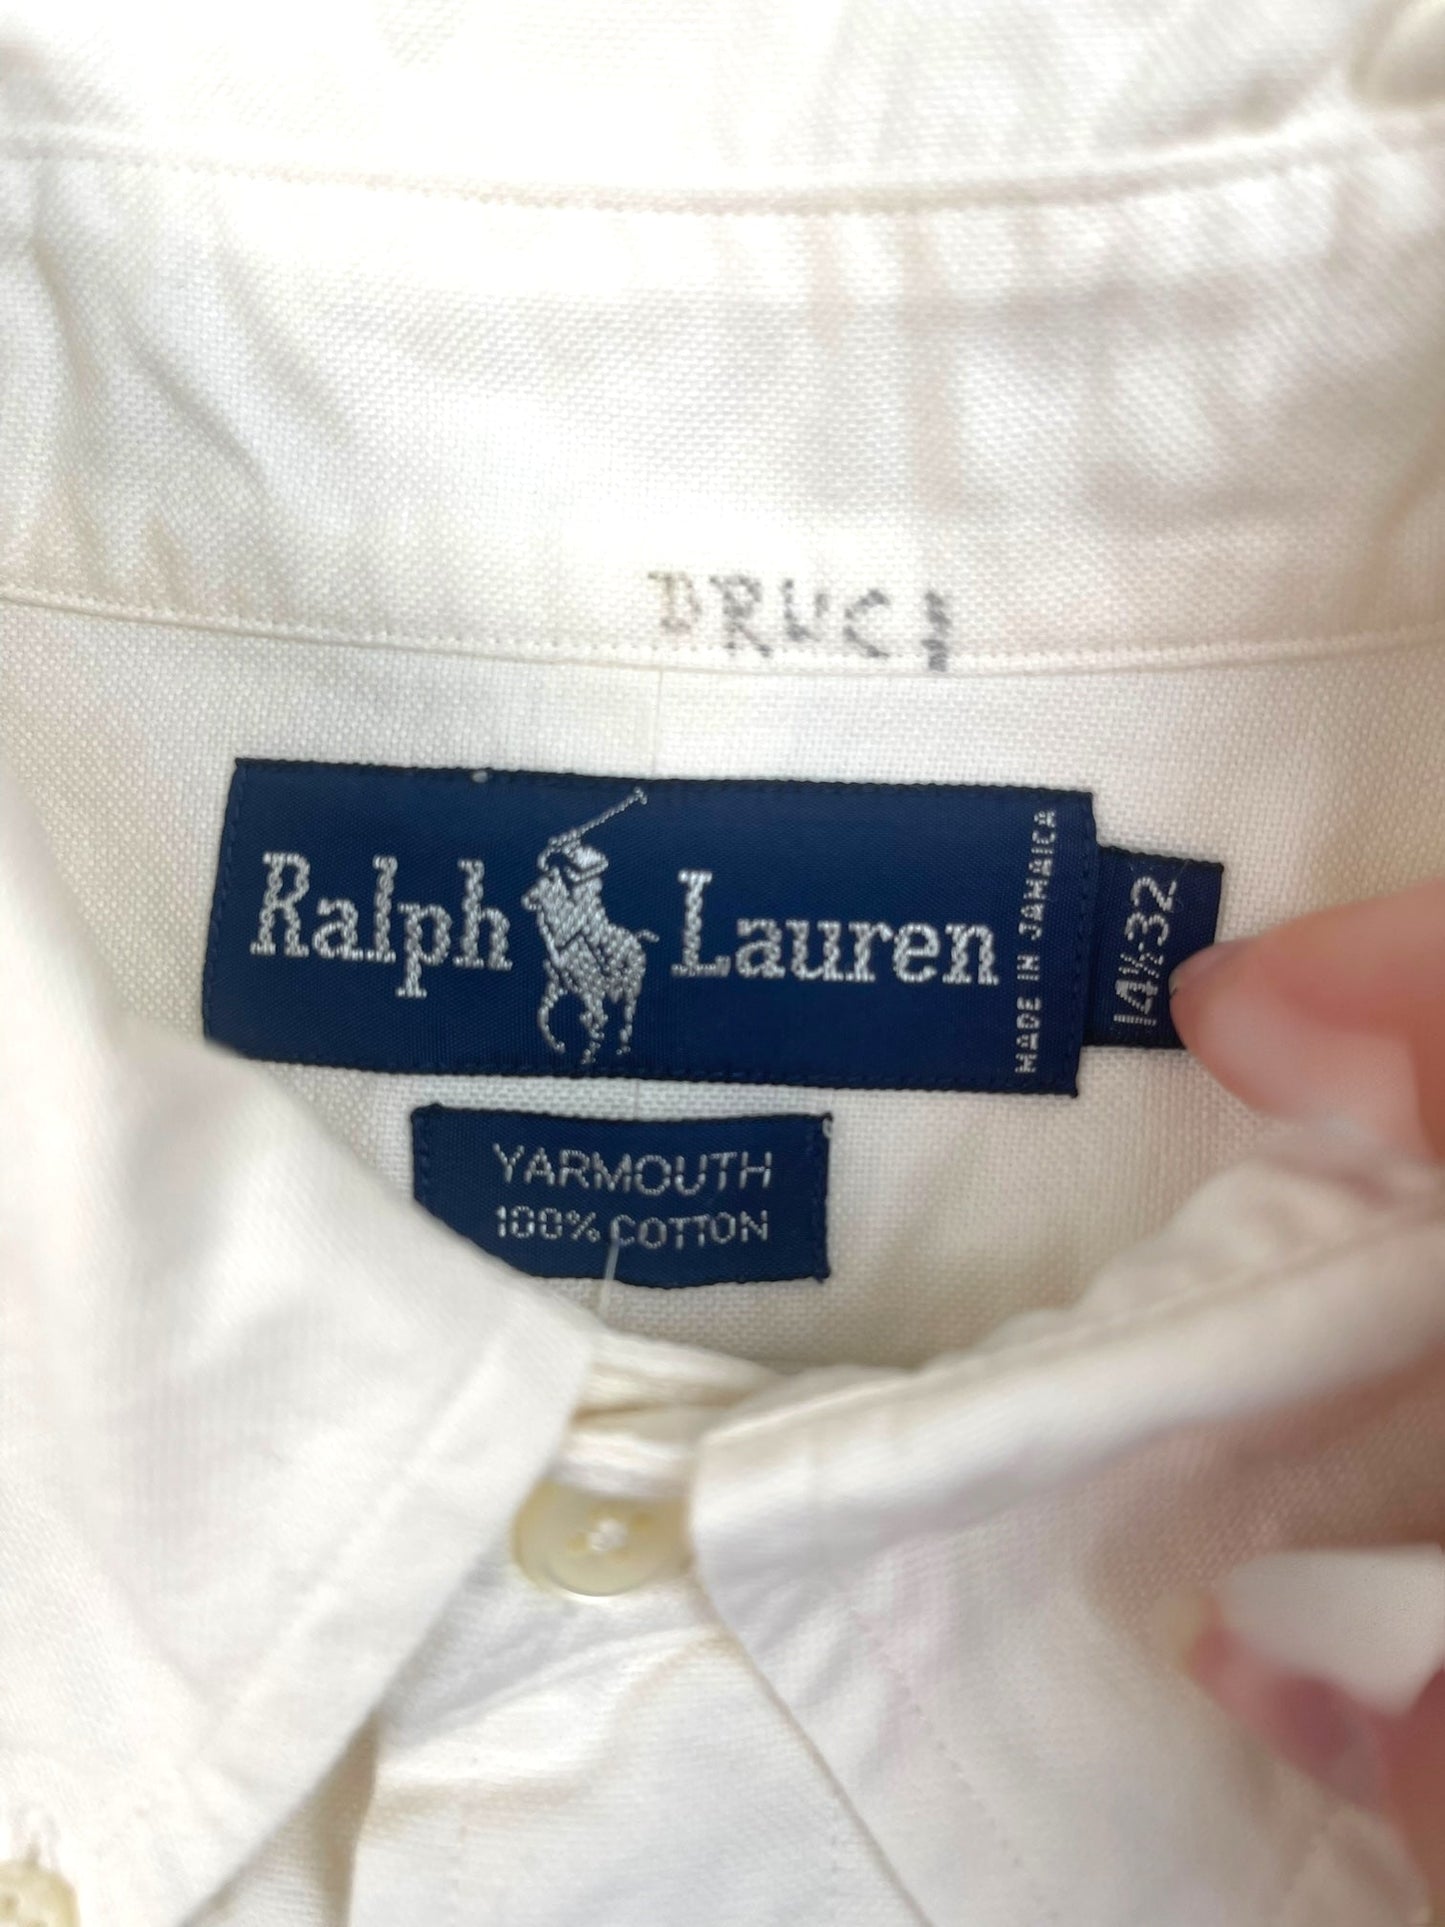 Ralph Lauren
MADE IN JAMAICA
14½-32
YARMOUTH
100% COTTON